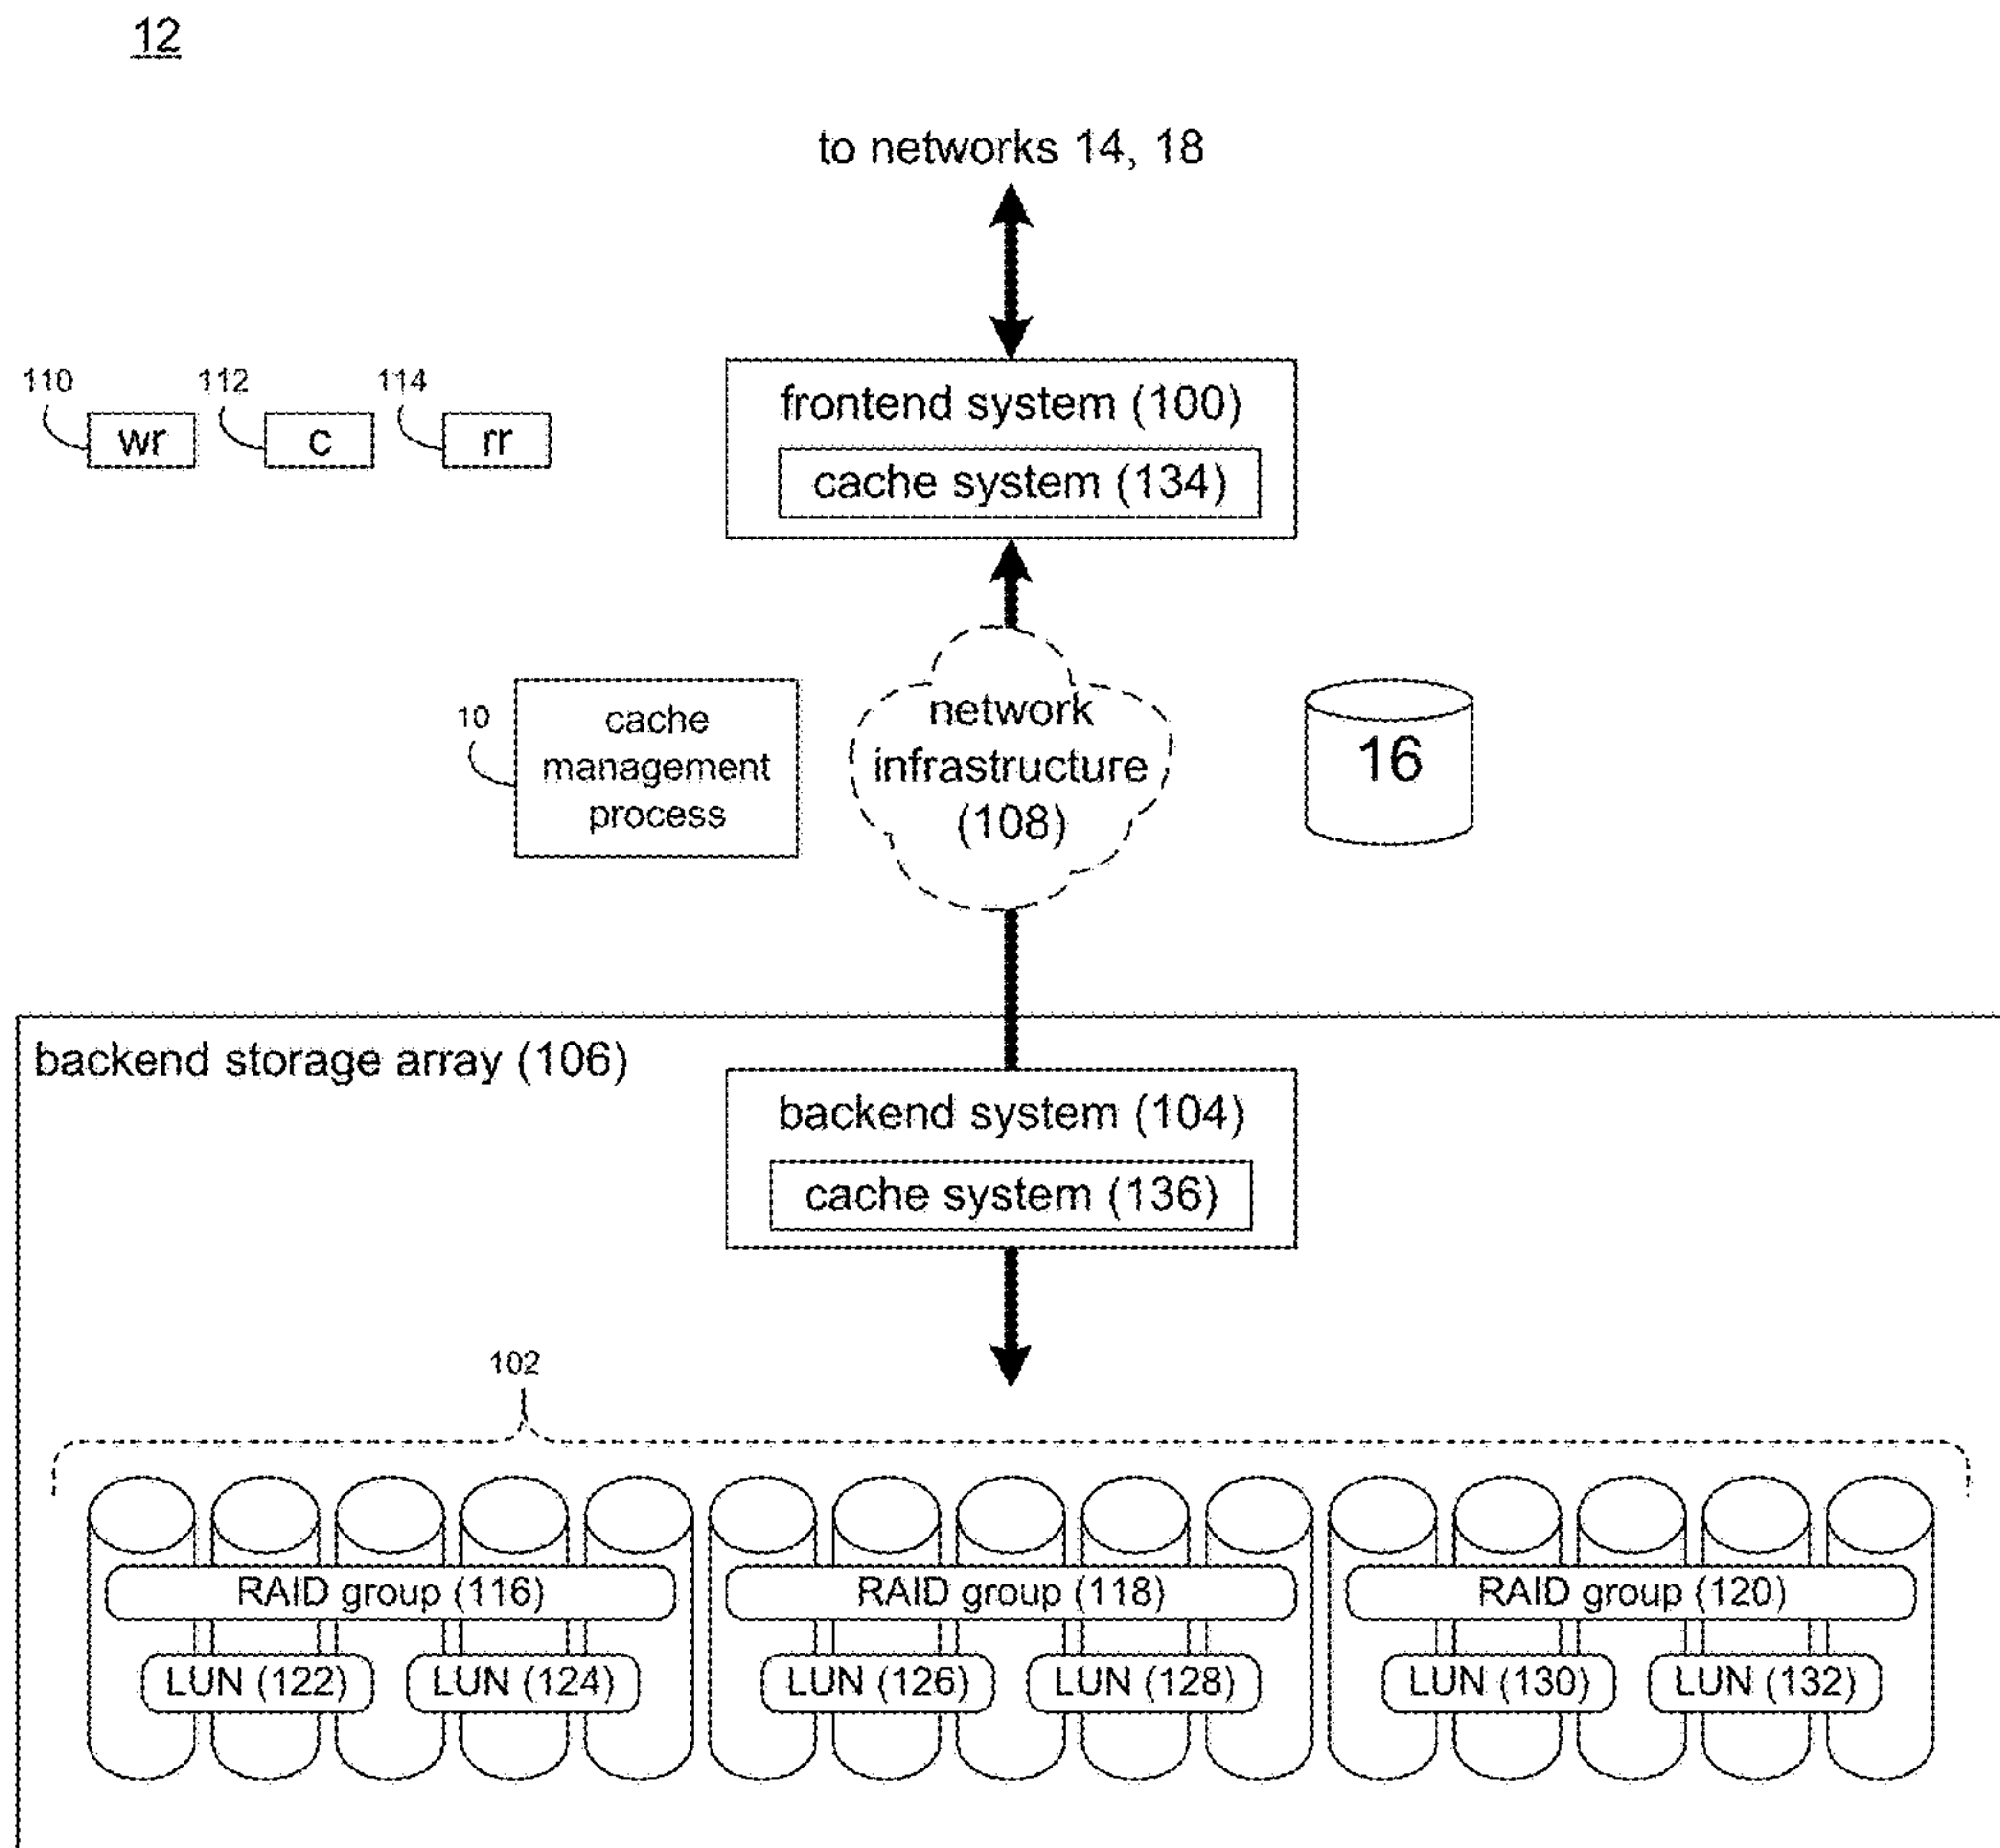 12
to networks 14, 18
110
112
114
wr
c
rr
frontend system (100)
cache system (134)
10
cache
management
process
network
infrastructure
(108)
16
backend storage array (106)
backend system (104)
cache system (136)
102
RAID group (116)
RAID group (118)
RAID group (120)
LUN (122)
LUN (124)
LUN (126)
LUN (128)
LUN (130)
LUN (132)